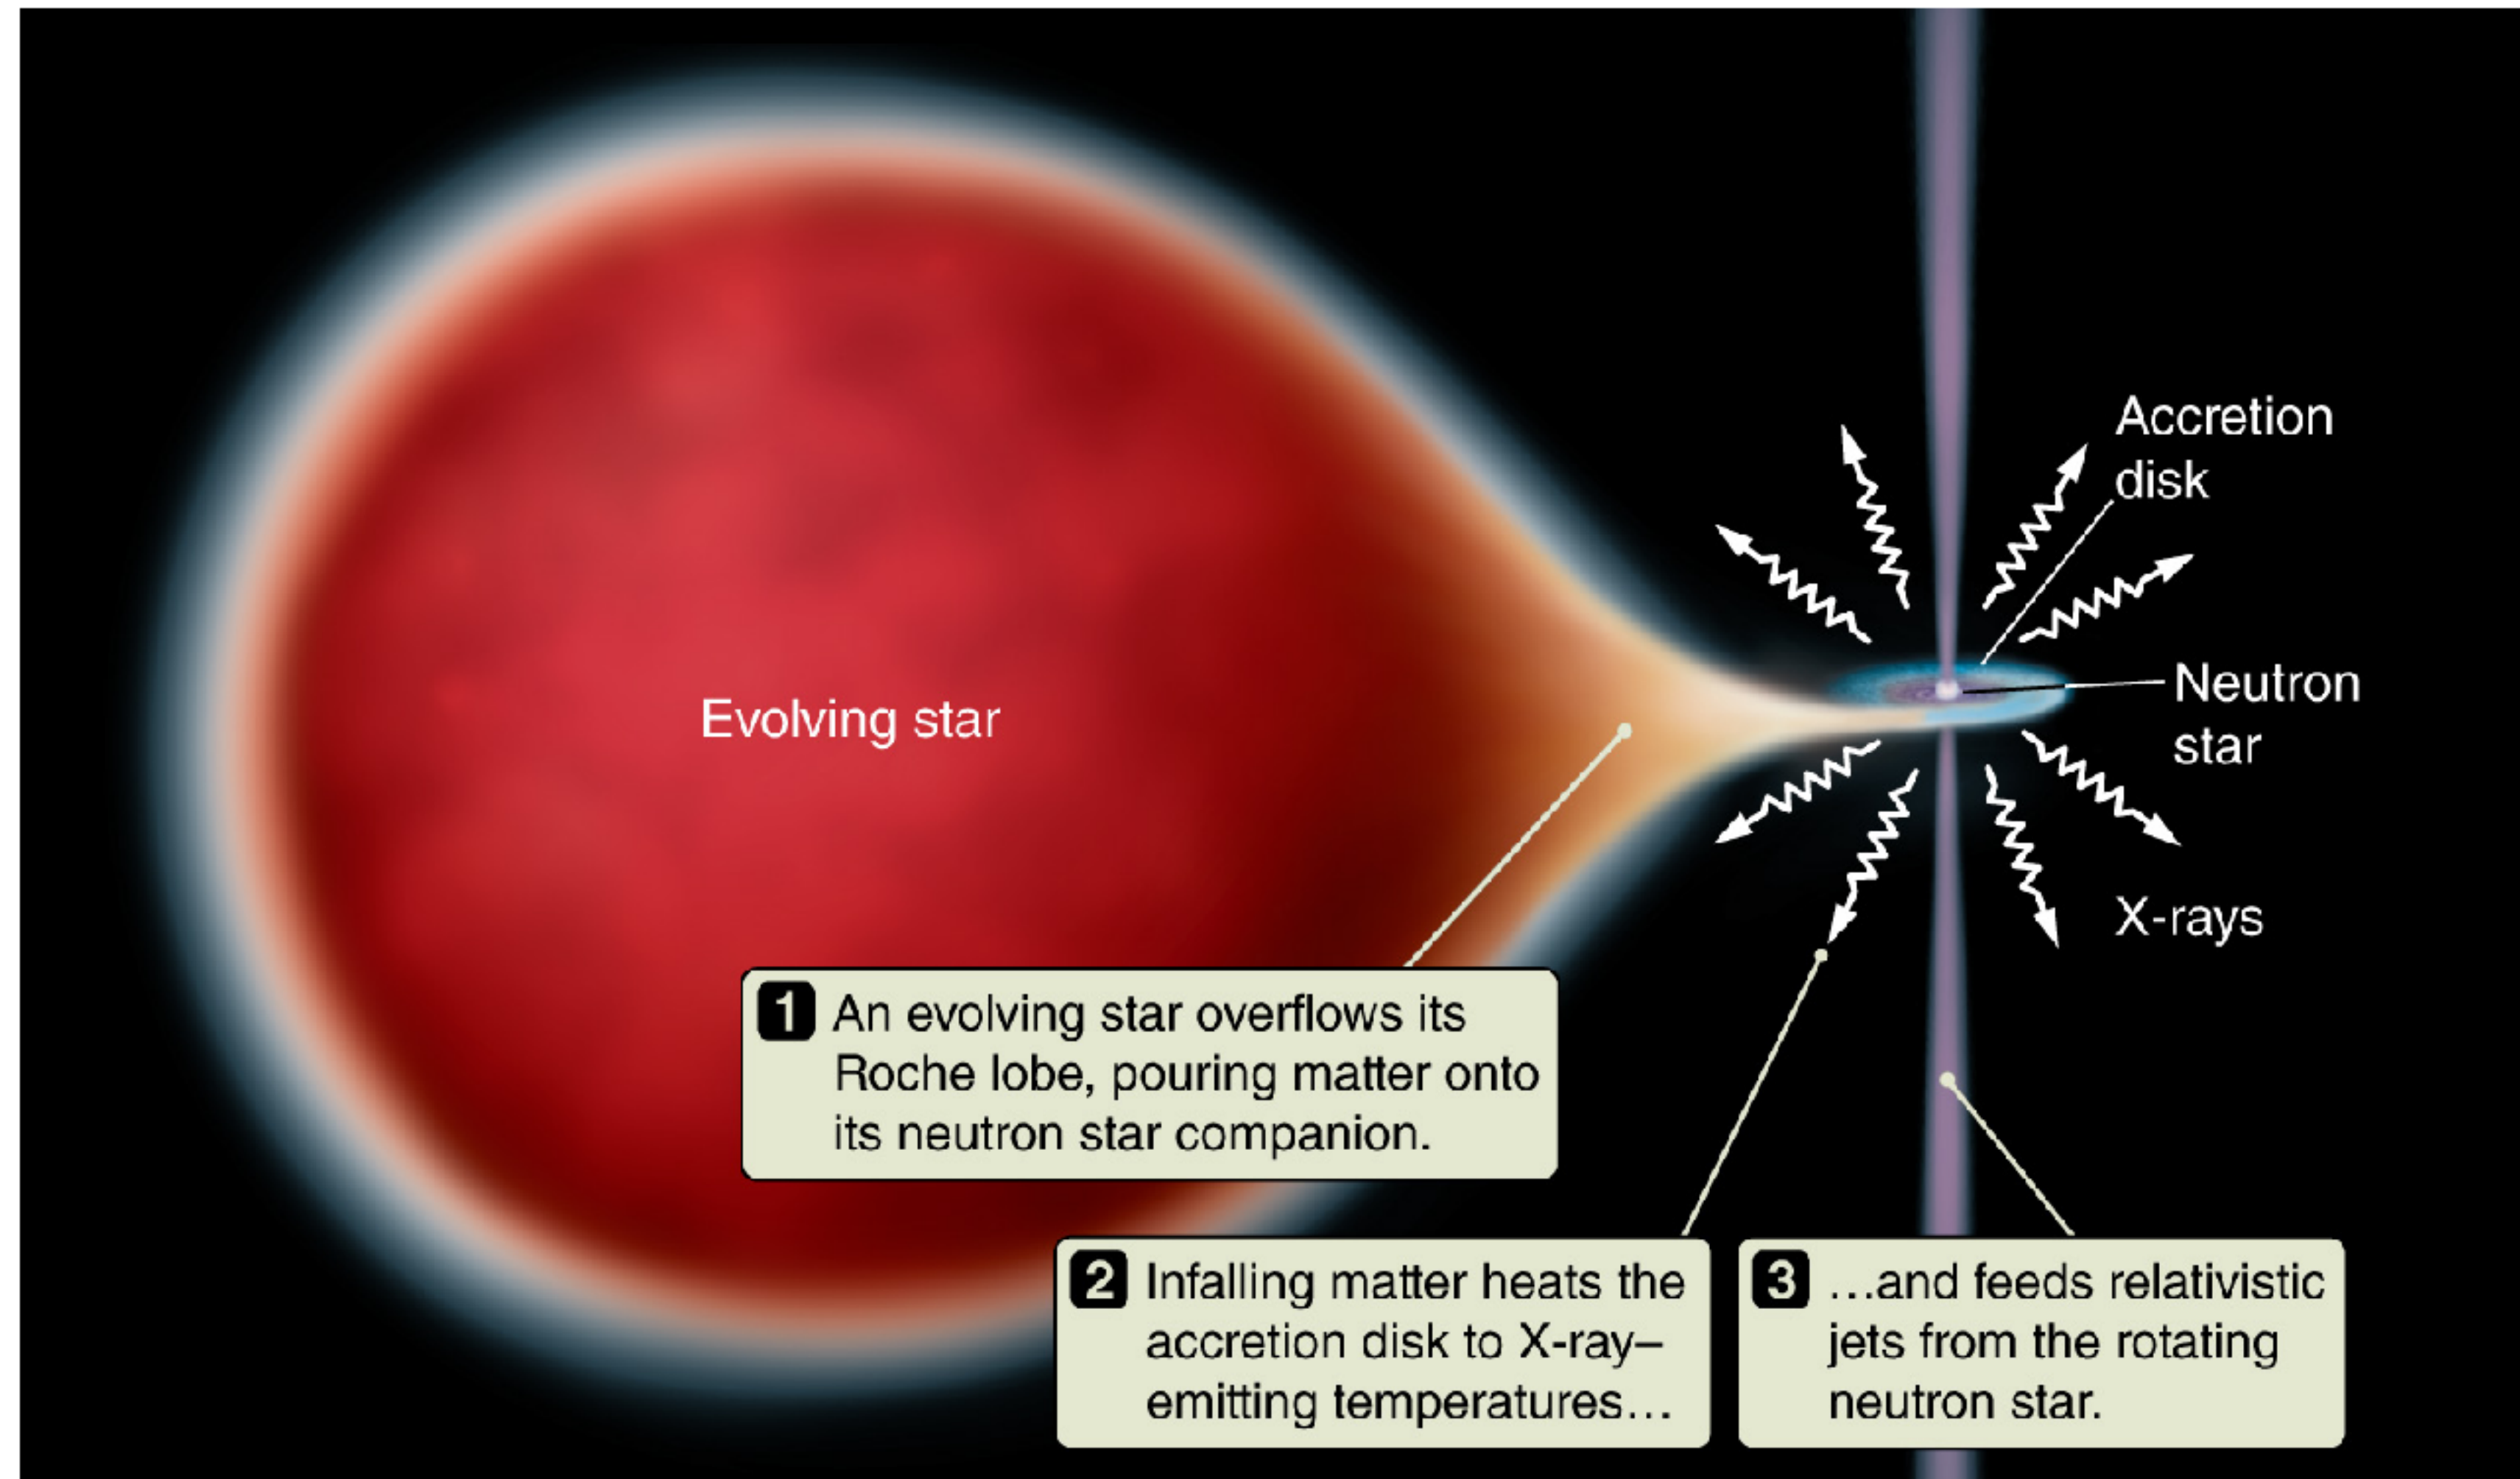 Accretion
disk
Neutron
star
Evolving star
X-rays
1 An evolving star overflows its
Roche lobe, pouring matter onto
its neutron star companion.
2 Infalling matter heats the
accretion disk to X-ray–
emitting temperatures…
3 …and feeds relativistic
jets from the rotating
neutron star.